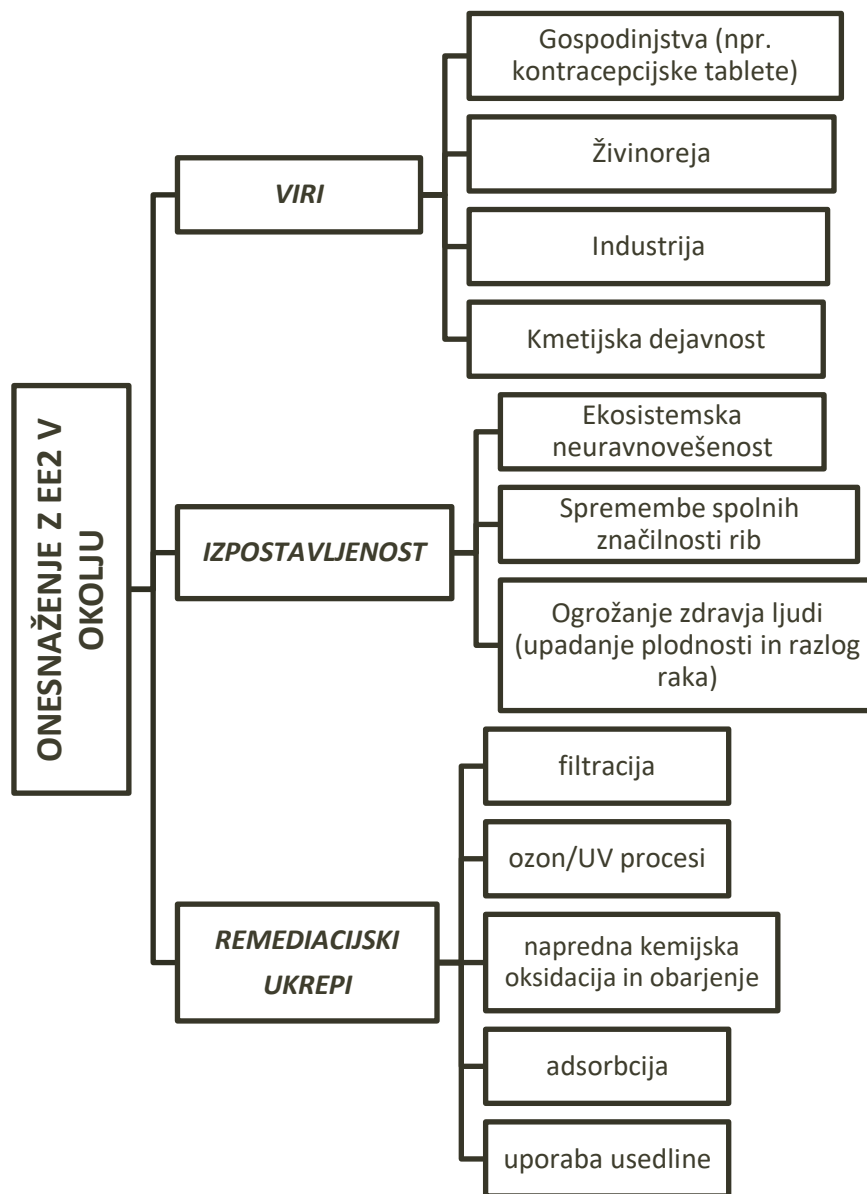 ONESNAŽENJE Z EE2 V
OKOLJU
VIRI
Gospodinjstva (npr.
kontracepcijske tablete)
Živinoreja
Industrija
Kmetijska dejavnost
IZPOSTAVLJENOST
Ekosistemska
neuravnovešenost
Spremembe spolnih
značilnosti rib
Ogrožanje zdravja ljudi
(upadanje plodnosti in razlog
raka)
REMEDIACIJSKI
UKREPI
filtracija
ozon/UV procesi
napredna kemijska
oksidacija in obarjenje
adsorbcija
uporaba usedline